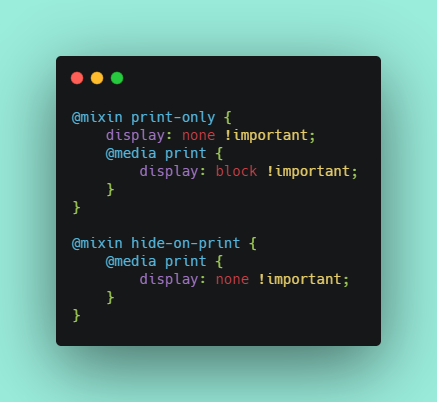 @mixin print-only {
    display: none !important;
    @media print {
        display: block !important;
    }
}

@mixin hide-on-print {
    @media print {
        display: none !important;
    }
}